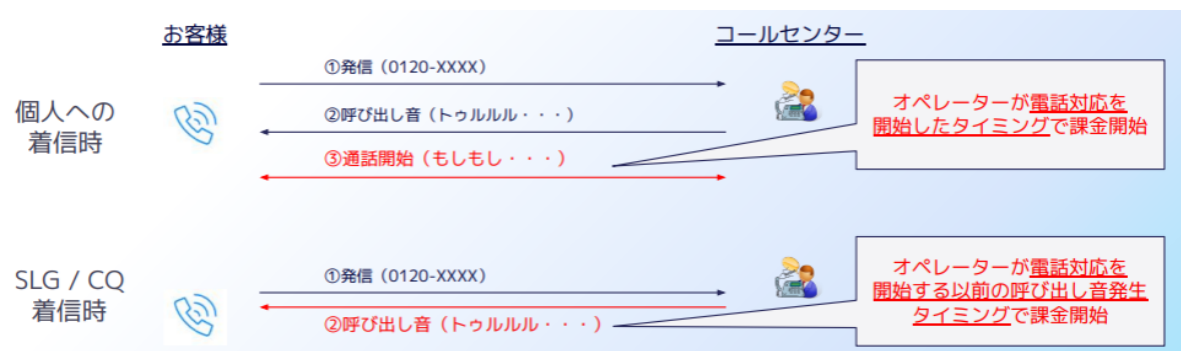 お客様
コールセンター
個人への
着信時
①発信（0120-XXXX）
②呼び出し音（トゥルルル・・・）
③通話開始（もしもし・・・）
オペレーターが電話対応を
開始したタイミングで課金開始
SLG / CQ
着信時
①発信（0120-XXXX）
②呼び出し音（トゥルルル・・・）
オペレーターが電話対応を
開始する以前の呼び出し音発生
タイミングで課金開始